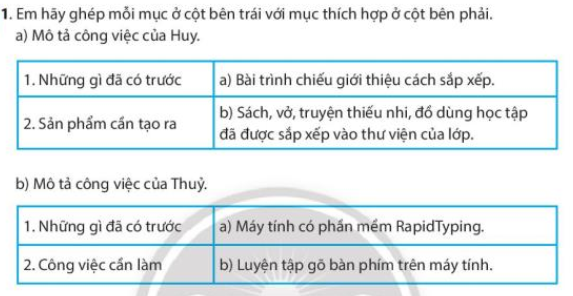 1. Em hãy ghép mỗi mục ở cột bên trái với mục thích hợp ở cột bên phải.
a) Mô tả công việc của Huy.
1. Những gì đã có trước
a) Bài trình chiếu giới thiệu cách sắp xếp.
2. Sản phẩm cần tạo ra
b) Sách, vở, truyện thiếu nhi, đồ dùng học tập
đã được sắp xếp vào thư viện của lớp.
b) Mô tả công việc của Thuỷ.
1. Những gì đã có trước
a) Máy tính có phần mềm RapidTyping.
2. Công việc cần làm
b) Luyện tập gõ bàn phím trên máy tính.